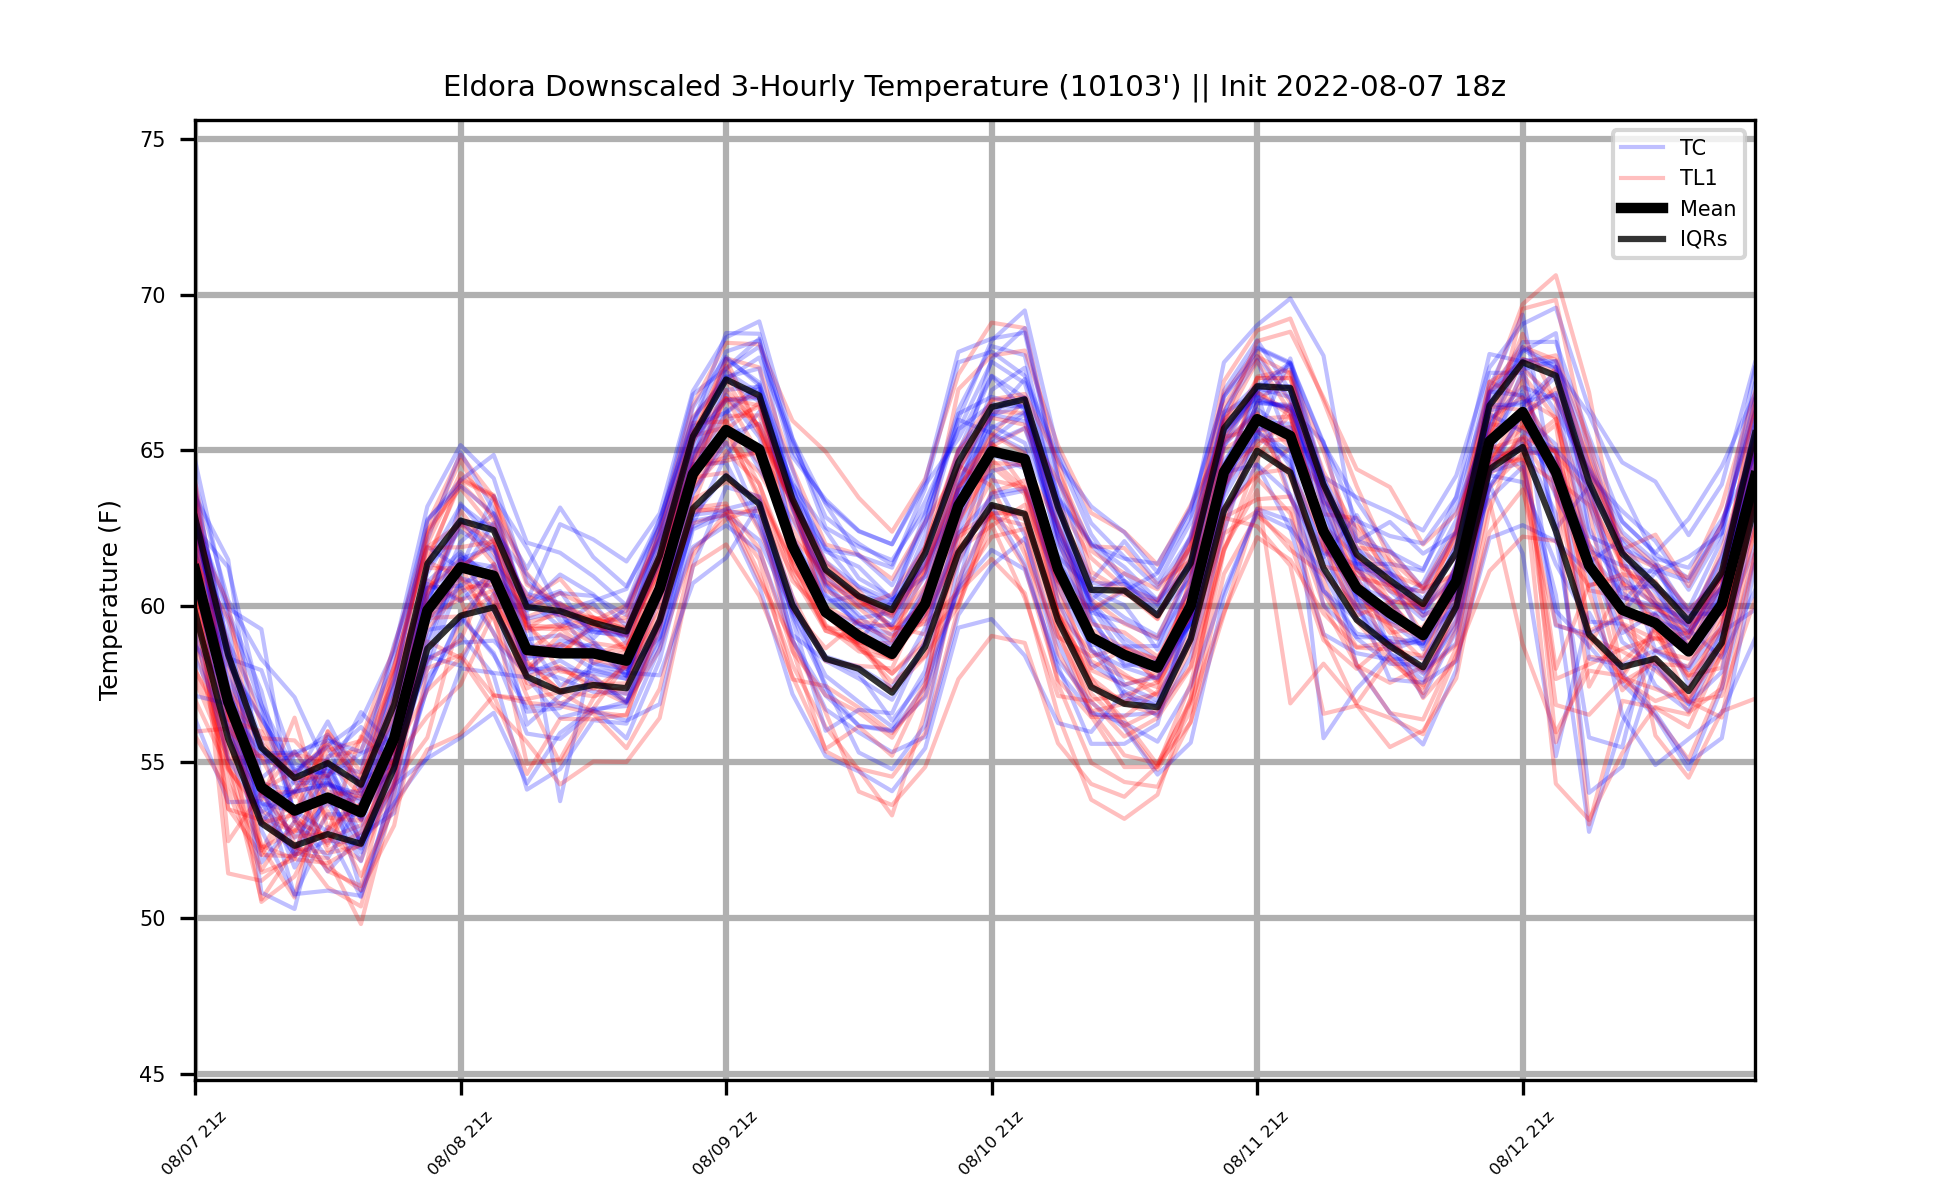 Eldora Downscaled 3-Hourly Temperature (10103') || Init 2022-08-07 18z
TC
TL1
Mean
IQRs
Temperature (F)
75
70
65
60
55
50
45
08/07 21z
08/08 21z
08/09 21z
08/10 21z
08/11 21z
08/12 21z